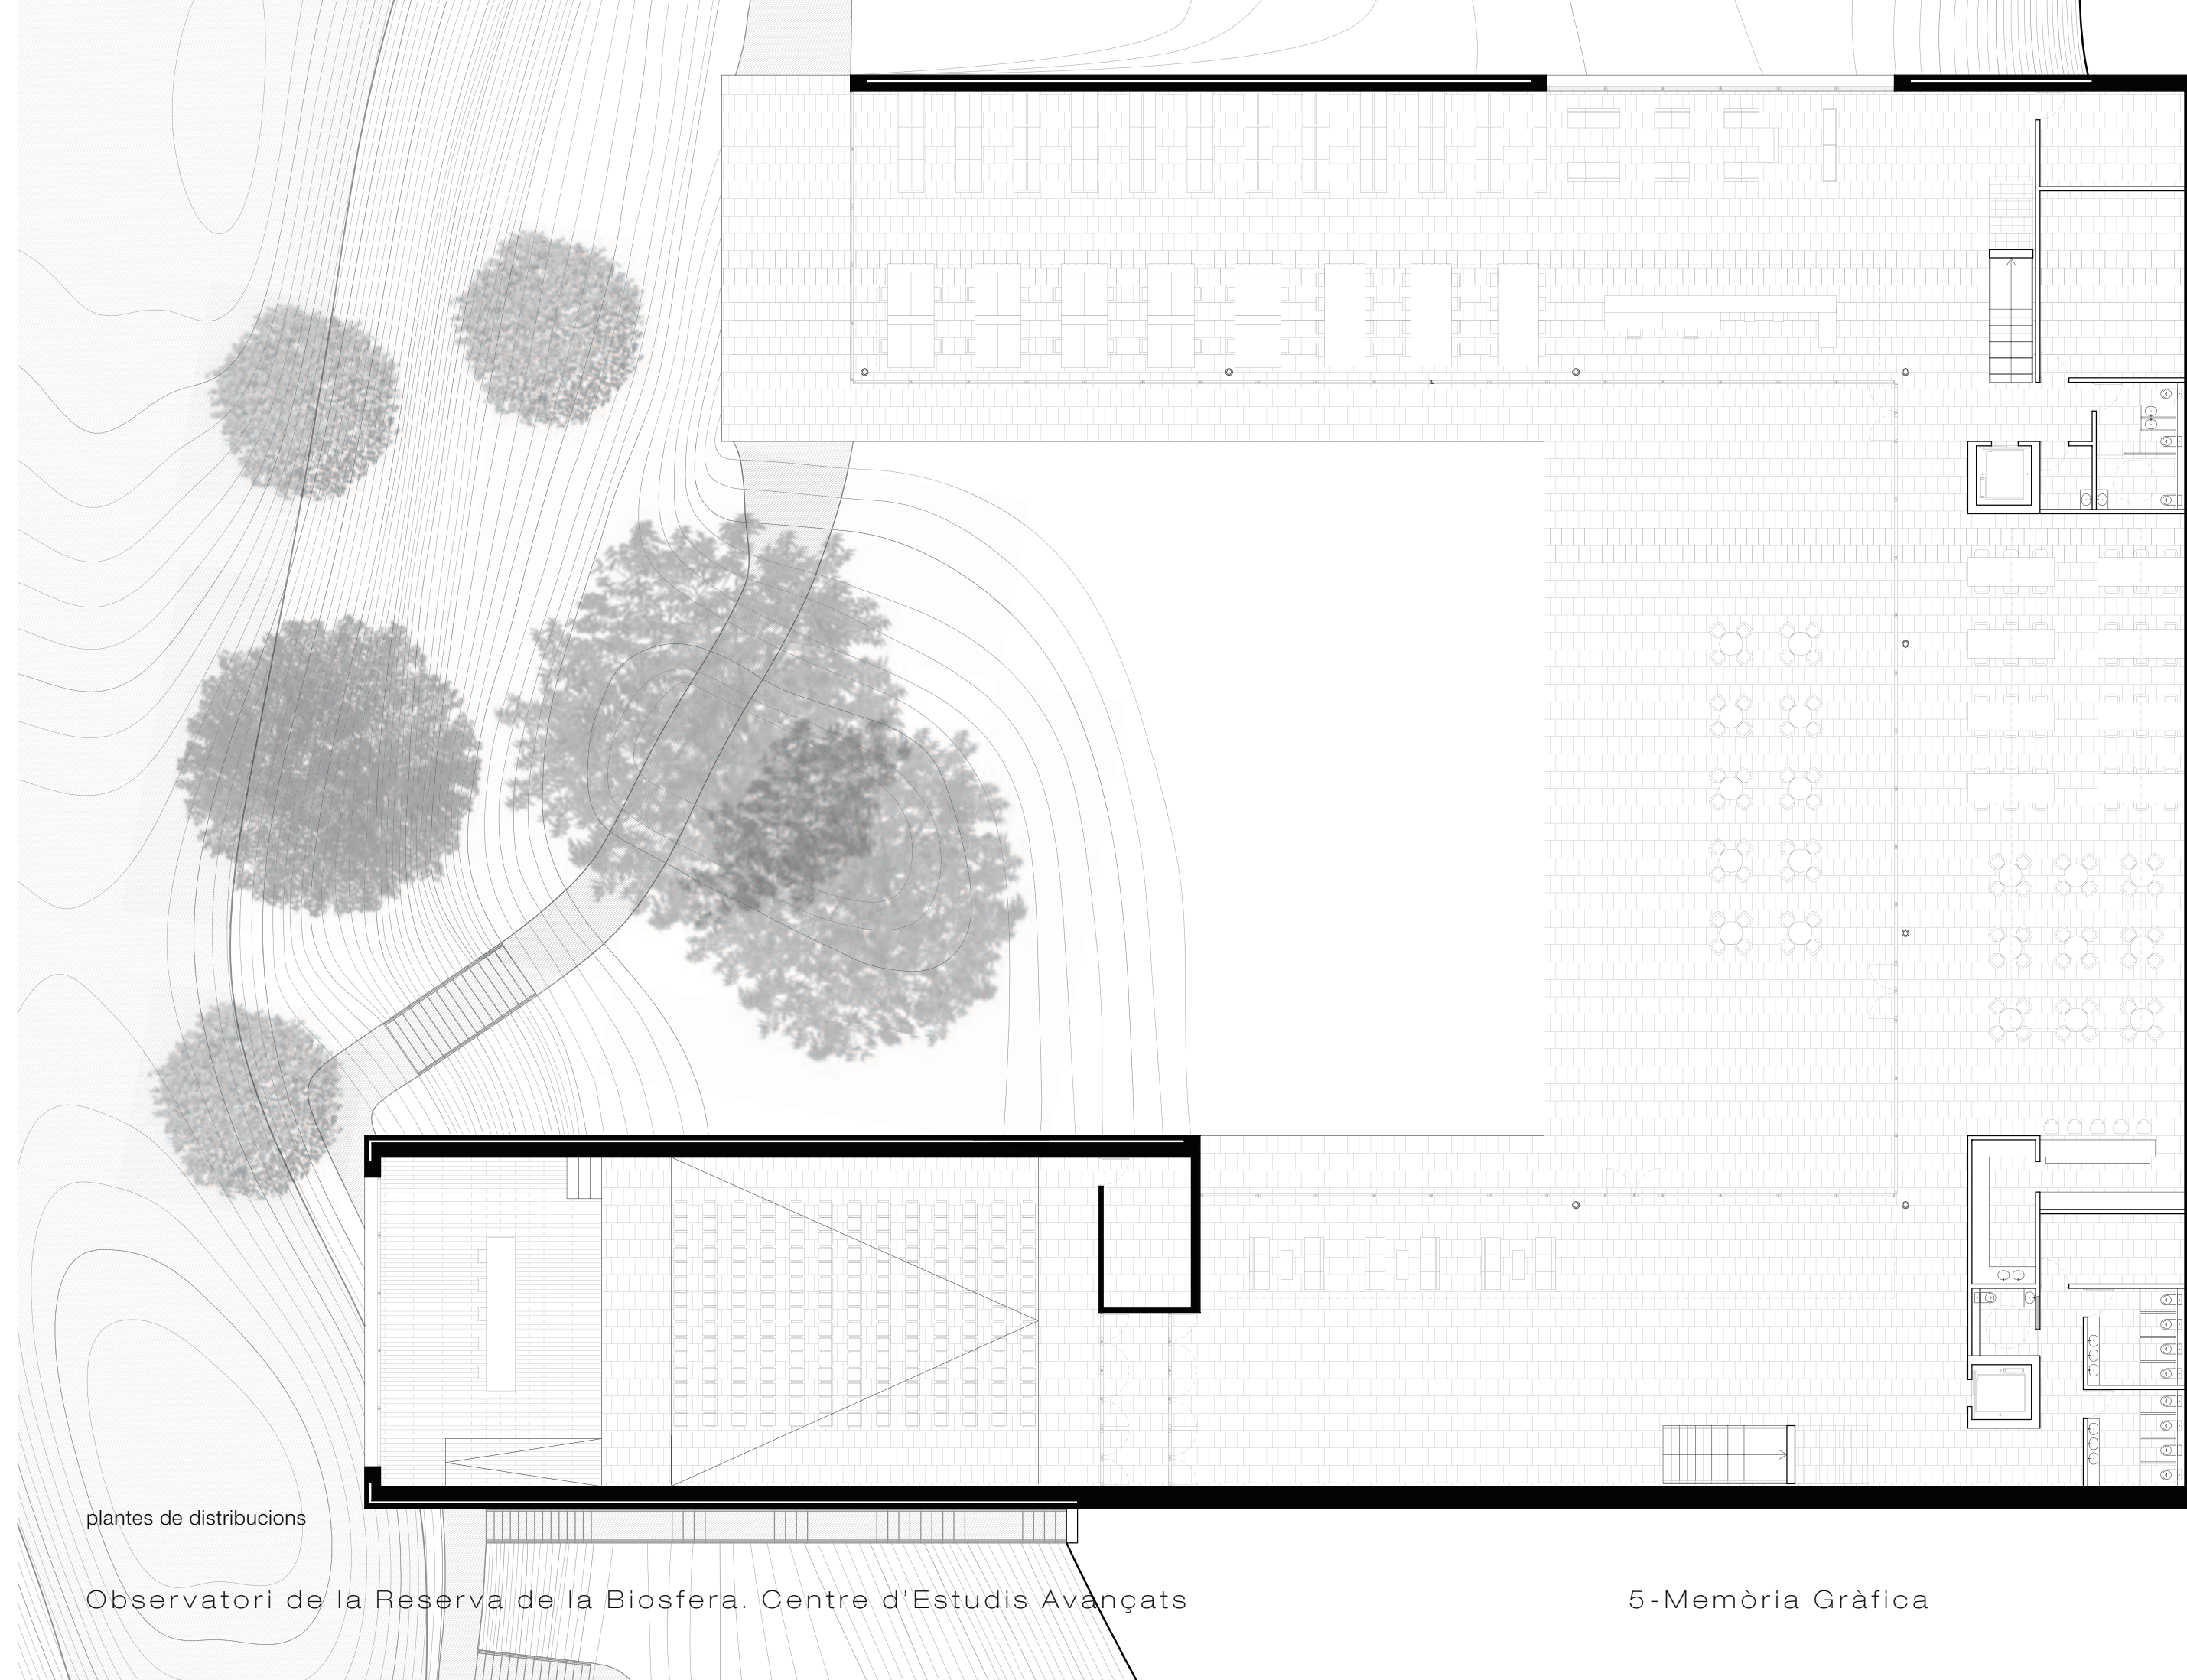 plantes de distribucions
Observatori de la Reserva de la Biosfera. Centre d'Estudis Avançats
5-Memòria Gràfica